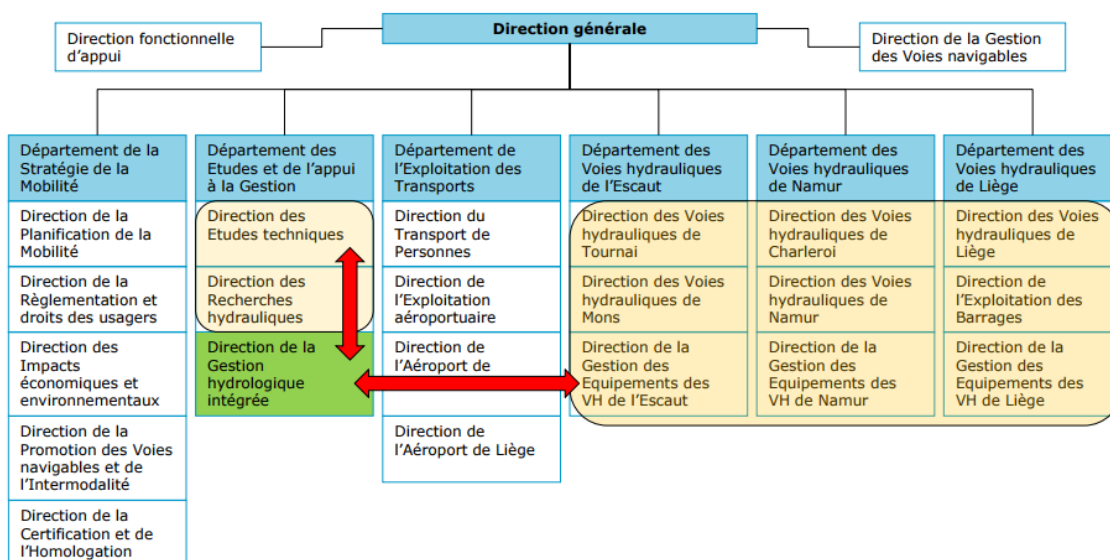 Direction générale
Direction fonctionnelle
d'appui
Direction de la Gestion
des Voies navigables
Département de la
Stratégie de la
Mobilité
Direction de la
Planification de la
Mobilité
Direction de la
Règlementation et
droits des usagers
Direction des
Impacts
économiques et
environnementaux
Direction de la
Promotion des Voies
navigables et de
l'Intermodalité
Direction de la
Certification et de
l'Homologation
Département des
Etudes et de l'appui
à la Gestion
Direction des
Etudes techniques
Direction des
Recherches
hydrauliques
Direction de la
Gestion
hydrologique
intégrée
Département de
l'Exploitation des
Transports
Direction du
Transport de
Personnes
Direction de
l'Exploitation
aéroportuaire
Direction de
l'Aéroport de
Direction de
l'Aéroport de Liège
Département des
Voies hydrauliques
de l'Escaut
Direction des Voies
hydrauliques de
Tournai
Direction des Voies
hydrauliques de
Mons
Direction de la
Gestion des
Equipements des
VH de l'Escaut
Département des
Voies hydrauliques
de Namur
Direction des Voies
hydrauliques de
Charleroi
Direction des Voies
hydrauliques de
Namur
Direction de la
Gestion des
Equipements des
VH de Namur
Département des
Voies hydrauliques
de Liège
Direction des Voies
hydrauliques de
Liège
Direction de
l'Exploitation des
Barrages
Direction de la
Gestion des
Equipements des
VH de Liège